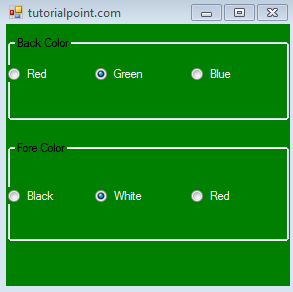 tutorialpoint.com
Back Color
Red Green Blue
Fore Color
Black White Red